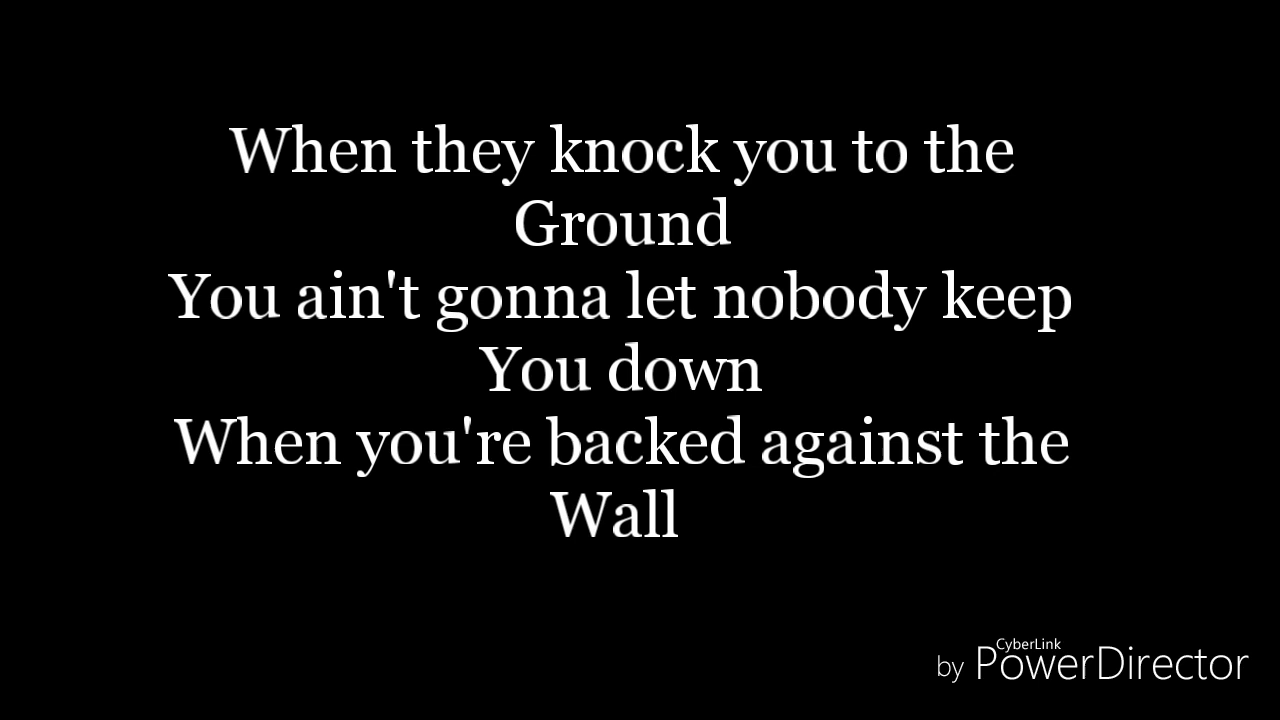 When they knock you to the
Ground
You ain't gonna let nobody keep
You down
When you're backed against the
Wall
by CyberLink PowerDirector